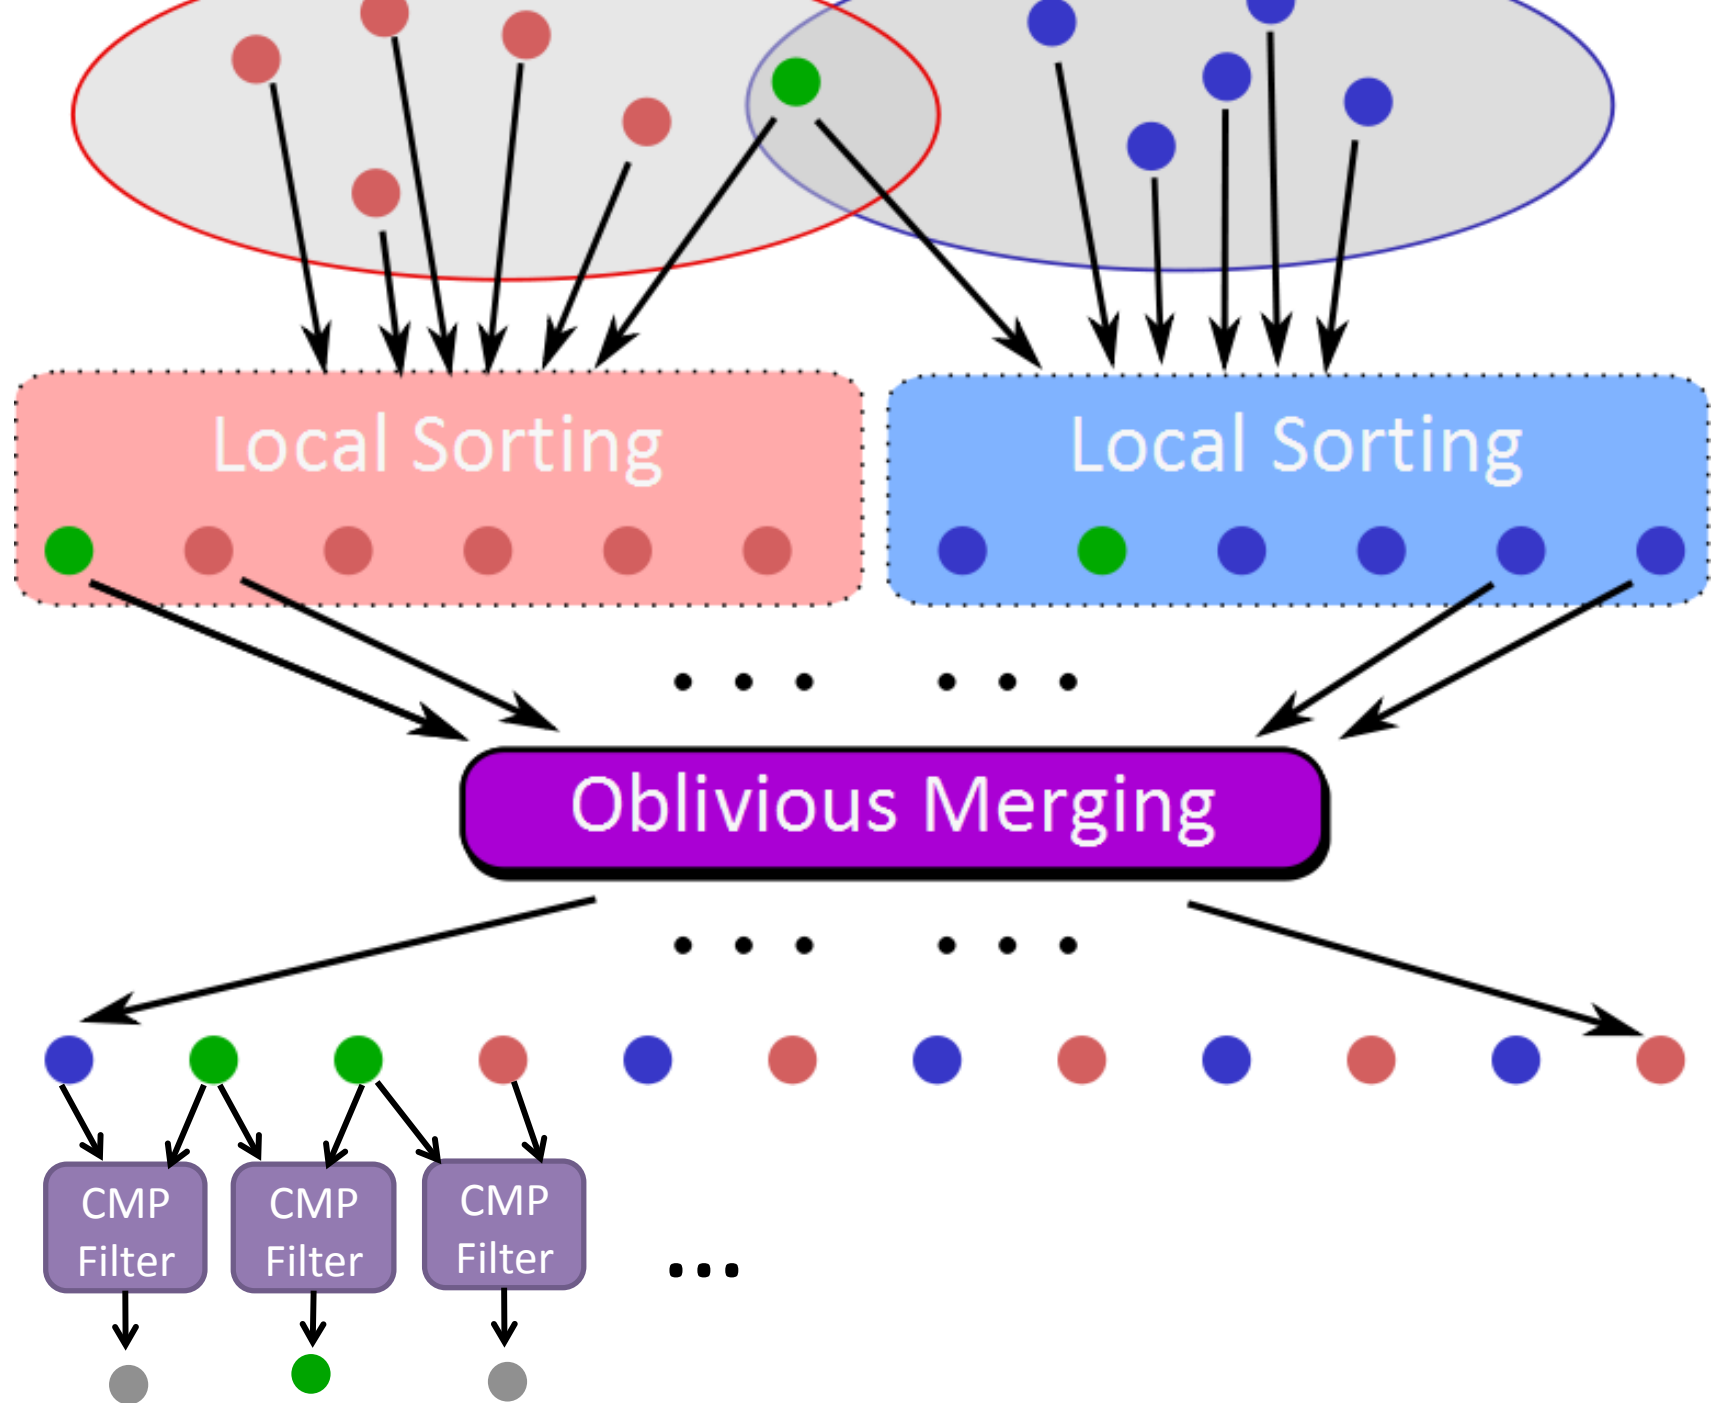 Local Sorting
Local Sorting
Oblivious Merging
CMP
Filter
CMP
Filter
CMP
Filter
...